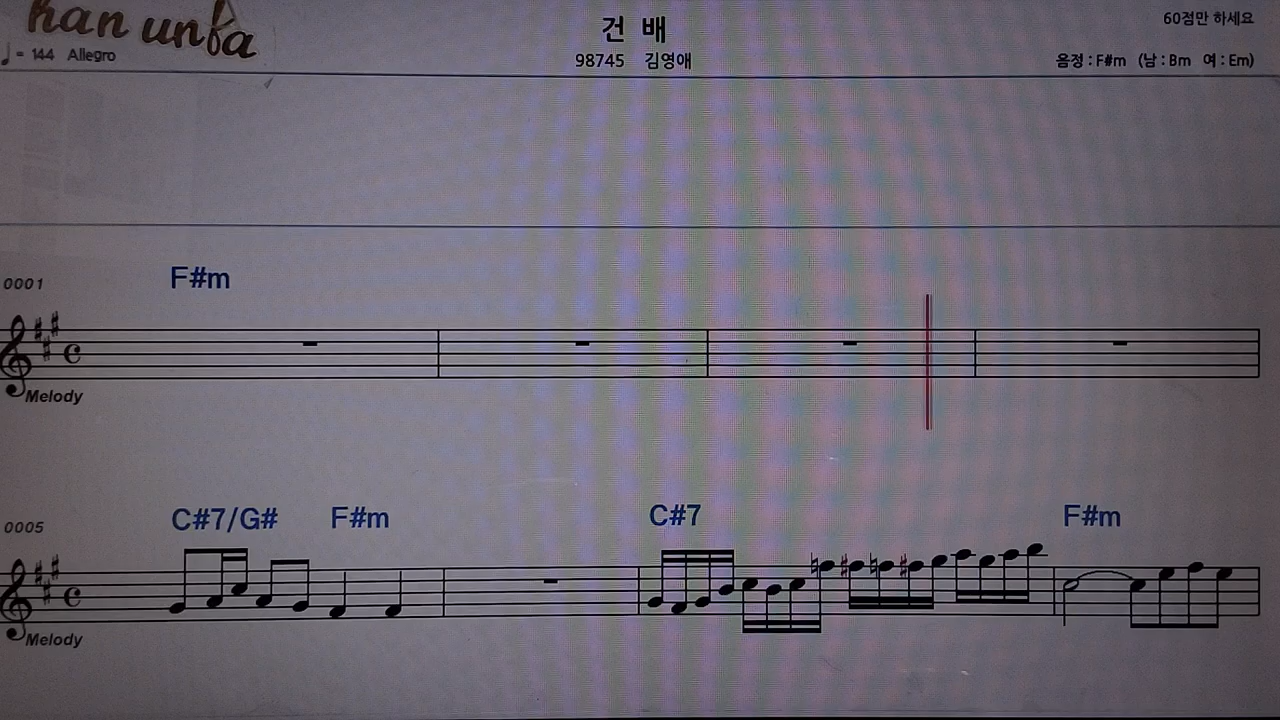 han unfa
건 배
60점만 하세요
♩ = 144 Allegro
98745 김영애
음정 : F#m (남 : Bm 여 : Em)
0001
F#m
Melody
0005
C#7/G# F#m C#7 F#m
Melody